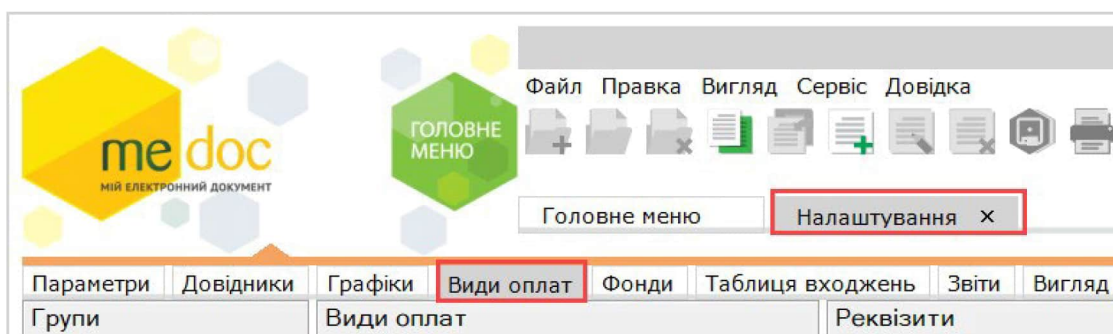 Файл Правка Вигляд Сервіс Довідка
me doc
МІЙ ЕЛЕКТРОННИЙ ДОКУМЕНТ
ГОЛОВНЕ
МЕНЮ
Головне меню Налаштування ×
Параметри Довідники Графіки Види оплат Фонди Таблиця входжень Звіти Вигляд
Групи Види оплат Реквізити